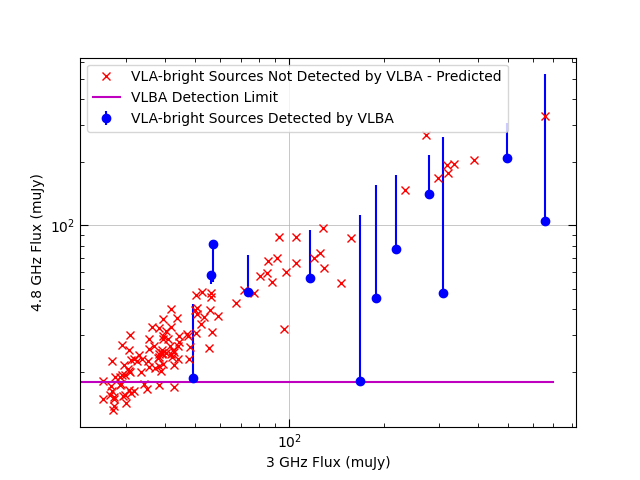 VLA-bright Sources Not Detected by VLBA - Predicted
VLBA Detection Limit
VLA-bright Sources Detected by VLBA
4.8 GHz Flux (muJy)
10²
10²
3 GHz Flux (muJy)